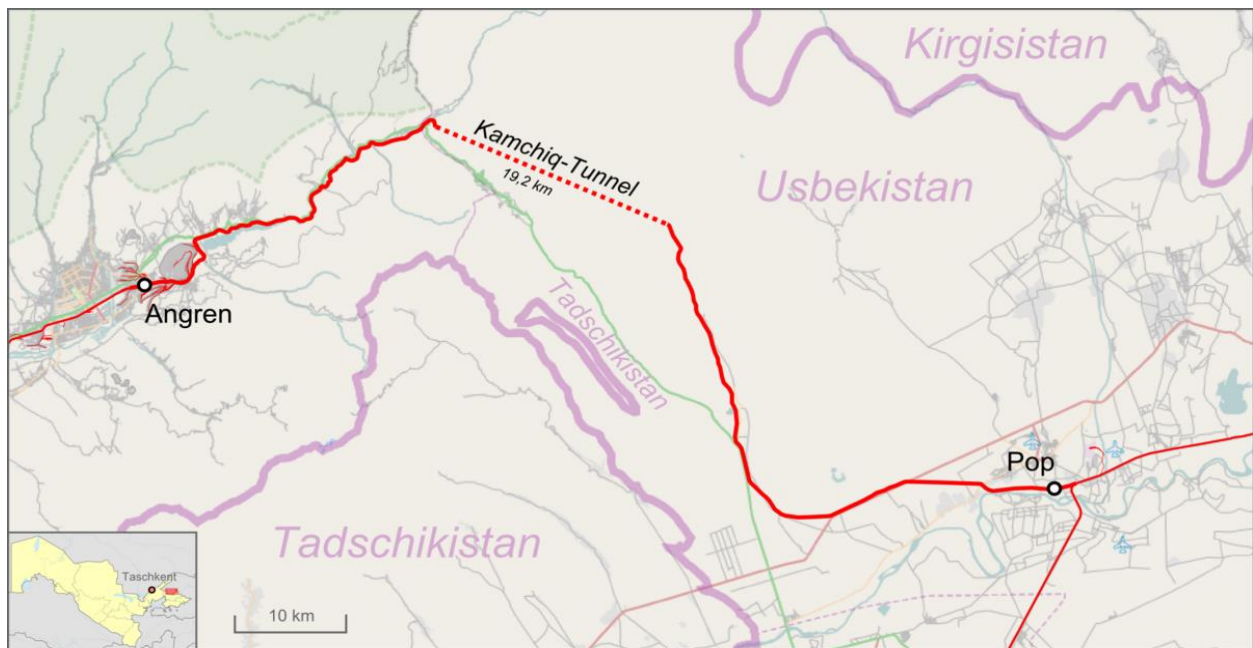 Kirgisistan
Kamchiq-Tunnel
19,2 km
Usbekistan
Angren
Tadschikistan
Pop
Tadschikistan
Taschkent
10 km